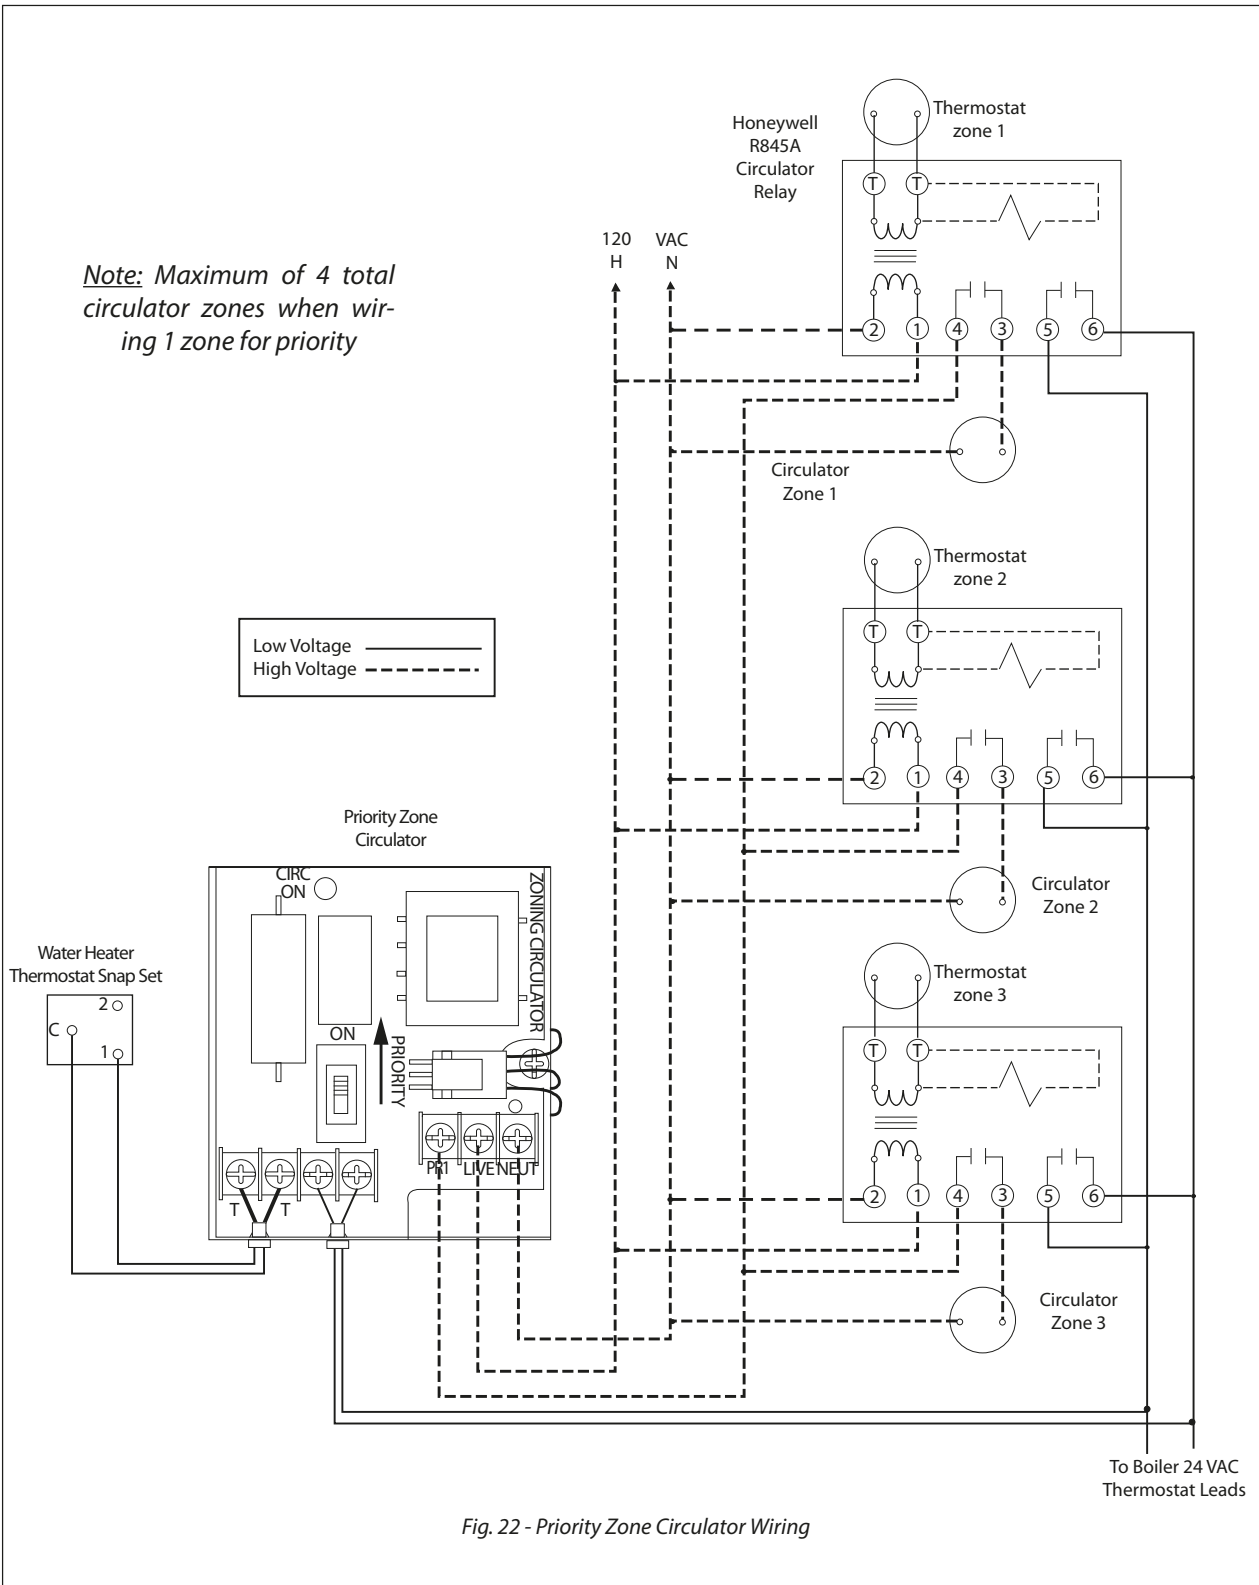 Thermostat
zone 1
Honeywell
R845A
Circulator
Relay
T T
120 VAC
H N
Note: Maximum of 4 total
circulator zones when wir-
ing 1 zone for priority
2 1 4 3 5 6
Circulator
Zone 1
Thermostat
zone 2
T T
Low Voltage
High Voltage
2 1 4 3 5 6
Priority Zone
Circulator
CIRC
ON
ZONING CIRCULATOR
Circulator
Zone 2
Water Heater
Thermostat Snap Set
2
C
1
ON
PRIORITY
Thermostat
zone 3
T T
PR1 LIVE NEUT
T T
2 1 4 3 5 6
Circulator
Zone 3
To Boiler 24 VAC
Thermostat Leads
Fig. 22 - Priority Zone Circulator Wiring